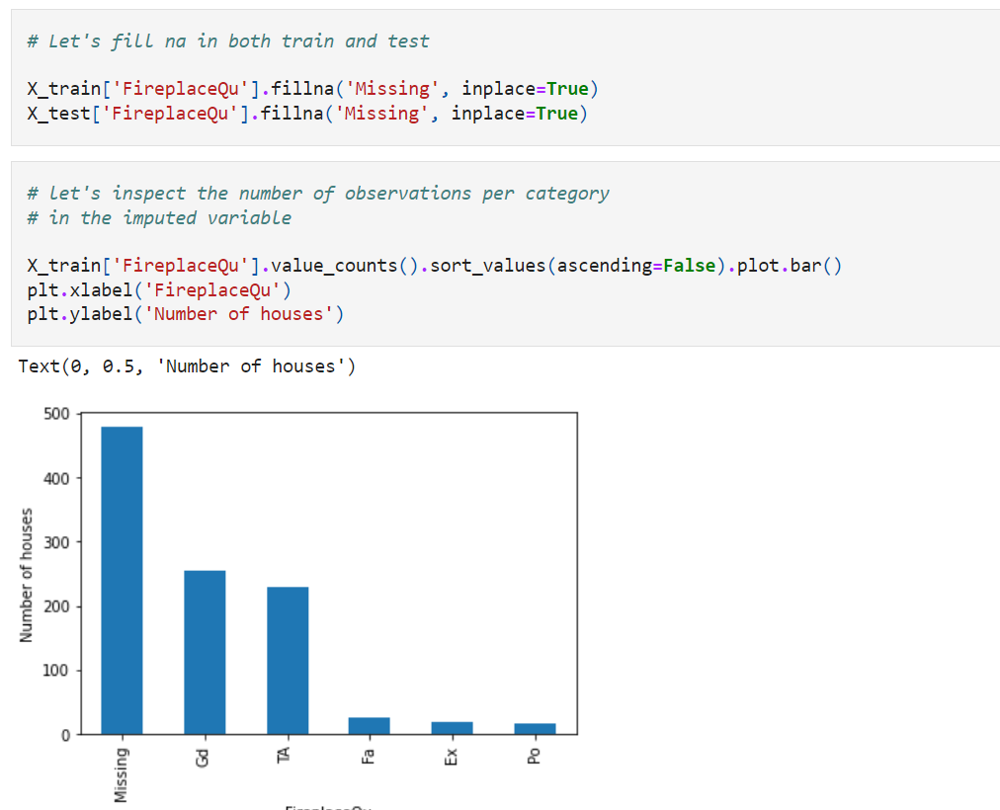 # Let's fill na in both train and test
X_train['FireplaceQu'].fillna('Missing', inplace=True)
X_test['FireplaceQu'].fillna('Missing', inplace=True)
# let's inspect the number of observations per category
# in the imputed variable
X_train['FireplaceQu'].value_counts().sort_values(ascending=False).plot.bar()
plt.xlabel('FireplaceQu')
plt.ylabel('Number of houses')
Text(0, 0.5, 'Number of houses')
500
400
300
200
100
0
Number of houses
Missing
Gd
TA
Fa
Ex
Po
FireplaceQu